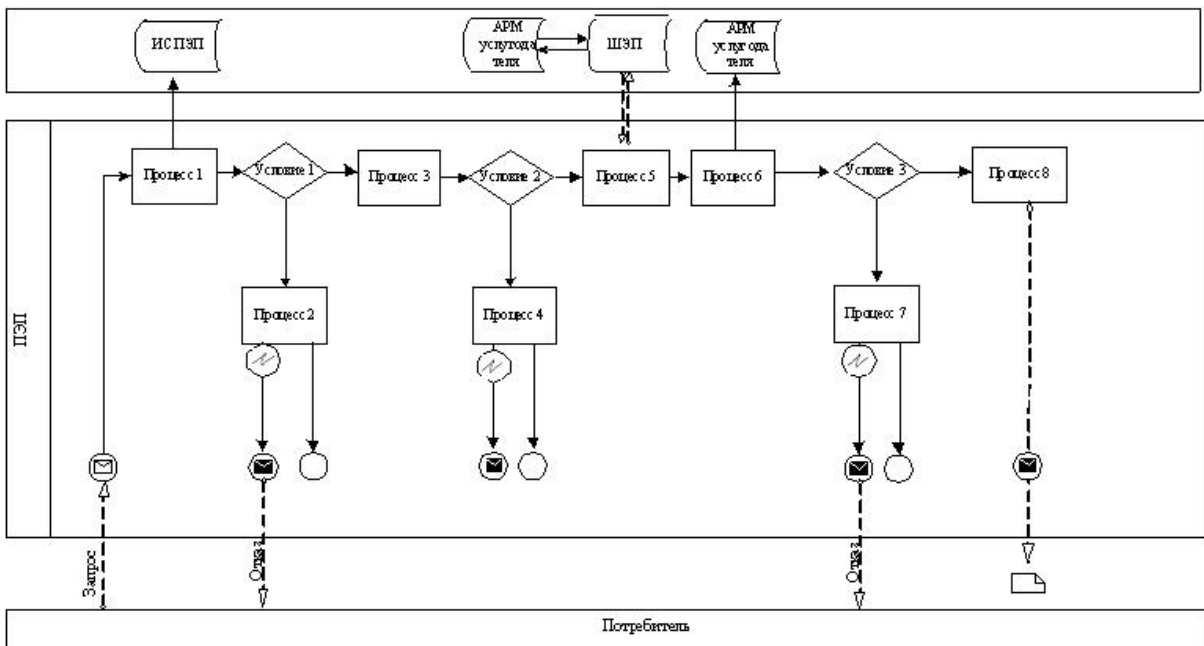 ИС ПЭП
АРМ
услугода
теля
ШЭП
АРМ
услугода
теля
Процесс 1
Условие 1
Процесс 3
Условие 2
Процесс 5
Процесс 6
Условие 3
Процесс 8
Процесс 2
Процесс 4
Процесс 7
ПЭП
Запрос
Отказ
Отказ
Потребитель